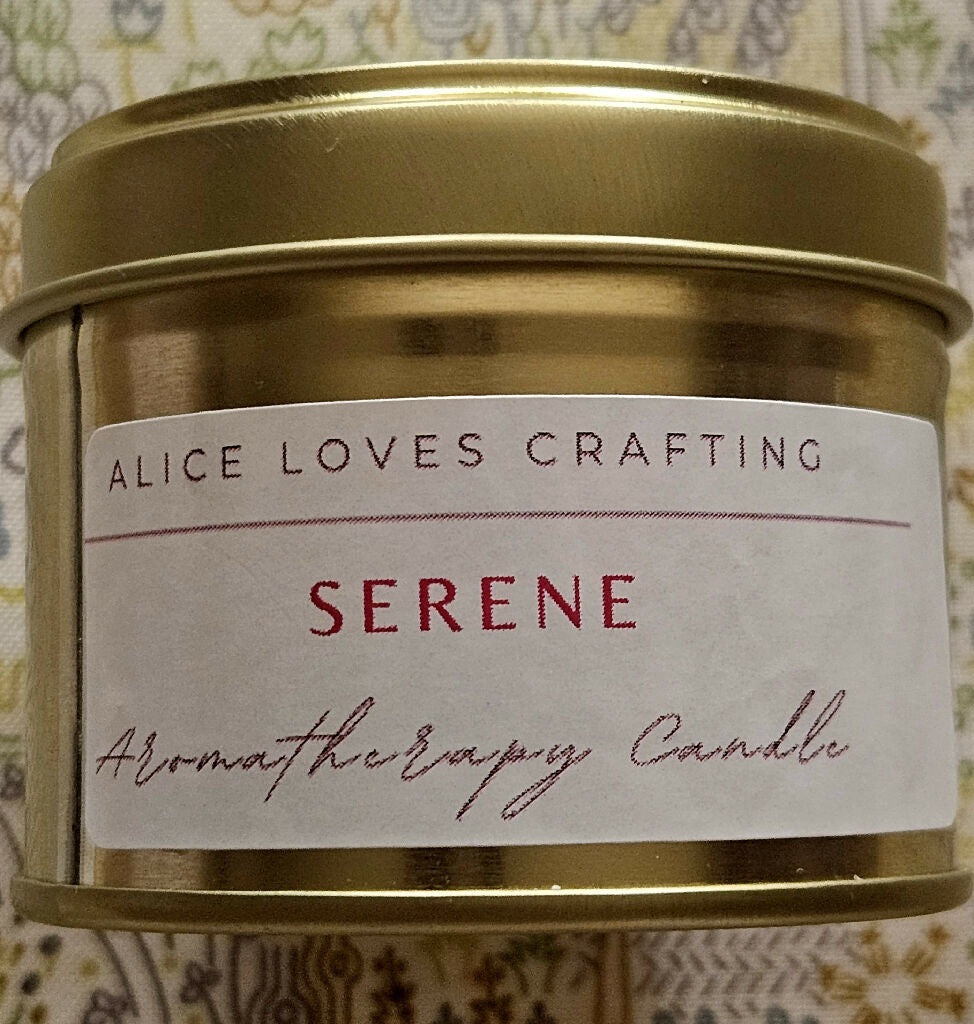 ALICE LOVES CRAFTING
SERENE
Aromatherapy Candle